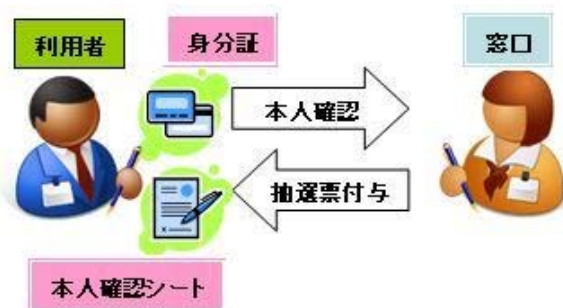 利用者
身分証
窓口
本人確認
抽選票付与
本人確認シート